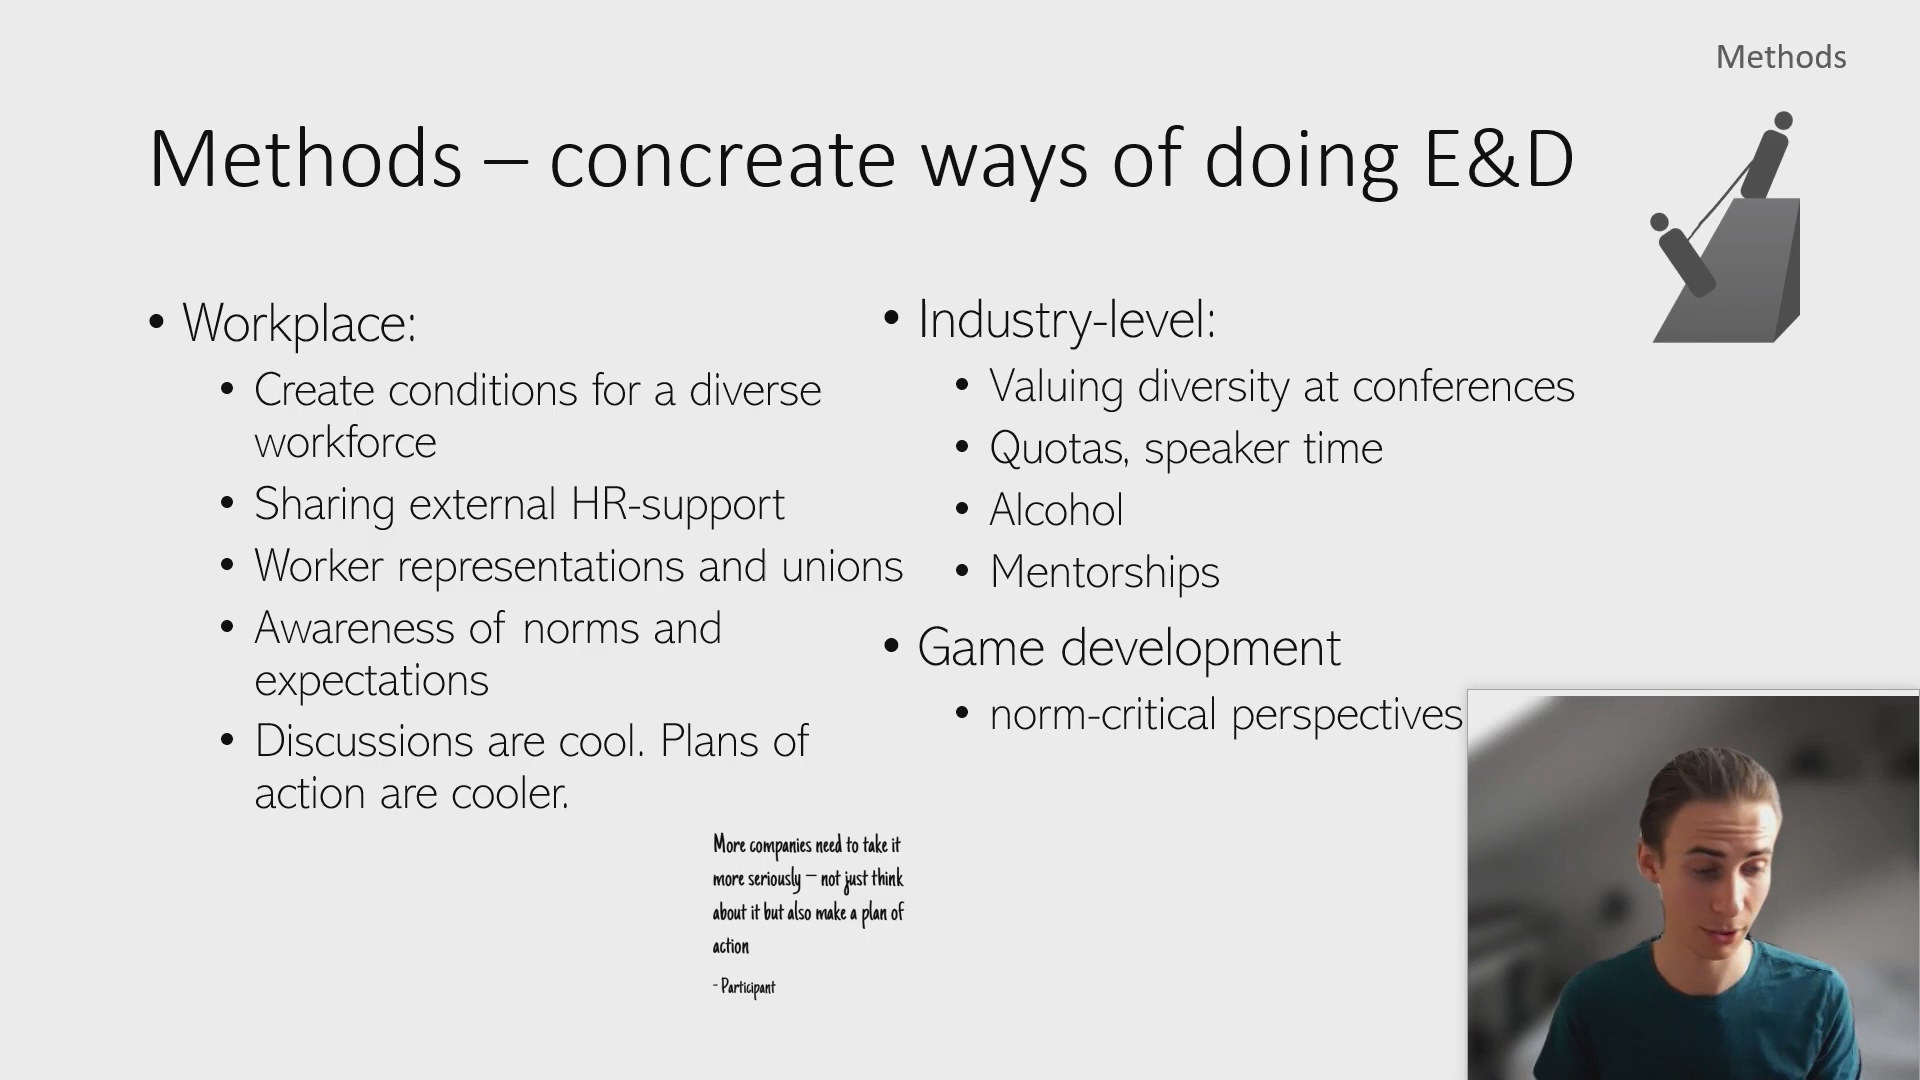 Methods
Methods – concreate ways of doing E&D
• Workplace:
• Create conditions for a diverse
workforce
• Sharing external HR-support
• Worker representations and unions
• Awareness of norms and
expectations
• Discussions are cool. Plans of
action are cooler.
• Industry-level:
• Valuing diversity at conferences
• Quotas, speaker time
• Alcohol
• Mentorships
• Game development
• norm-critical perspectives
More companies need to take it
more seriously – not just think
about it but also make a plan of
action
- Participant